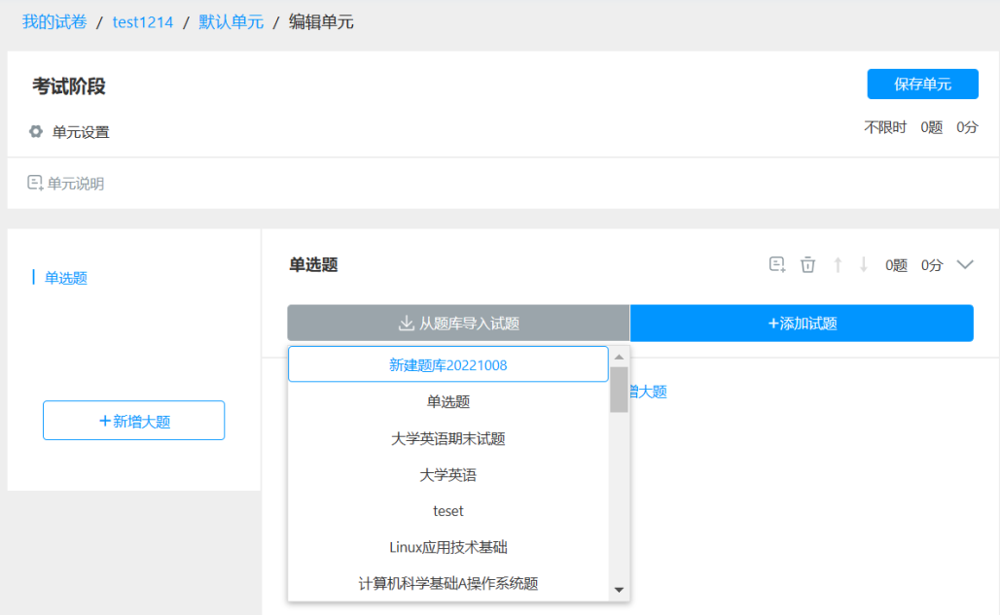 我的试卷 / test1214 / 默认单元 / 编辑单元
考试阶段
保存单元
单元设置
不限时 0题 0分
单元说明
单选题
+新增大题
单选题
0题 0分
从题库导入试题
+添加试题
新建题库20221008
单选题
大学英语期末试题
大学英语
teset
Linux应用技术基础
计算机科学基础A操作系统题
增大题